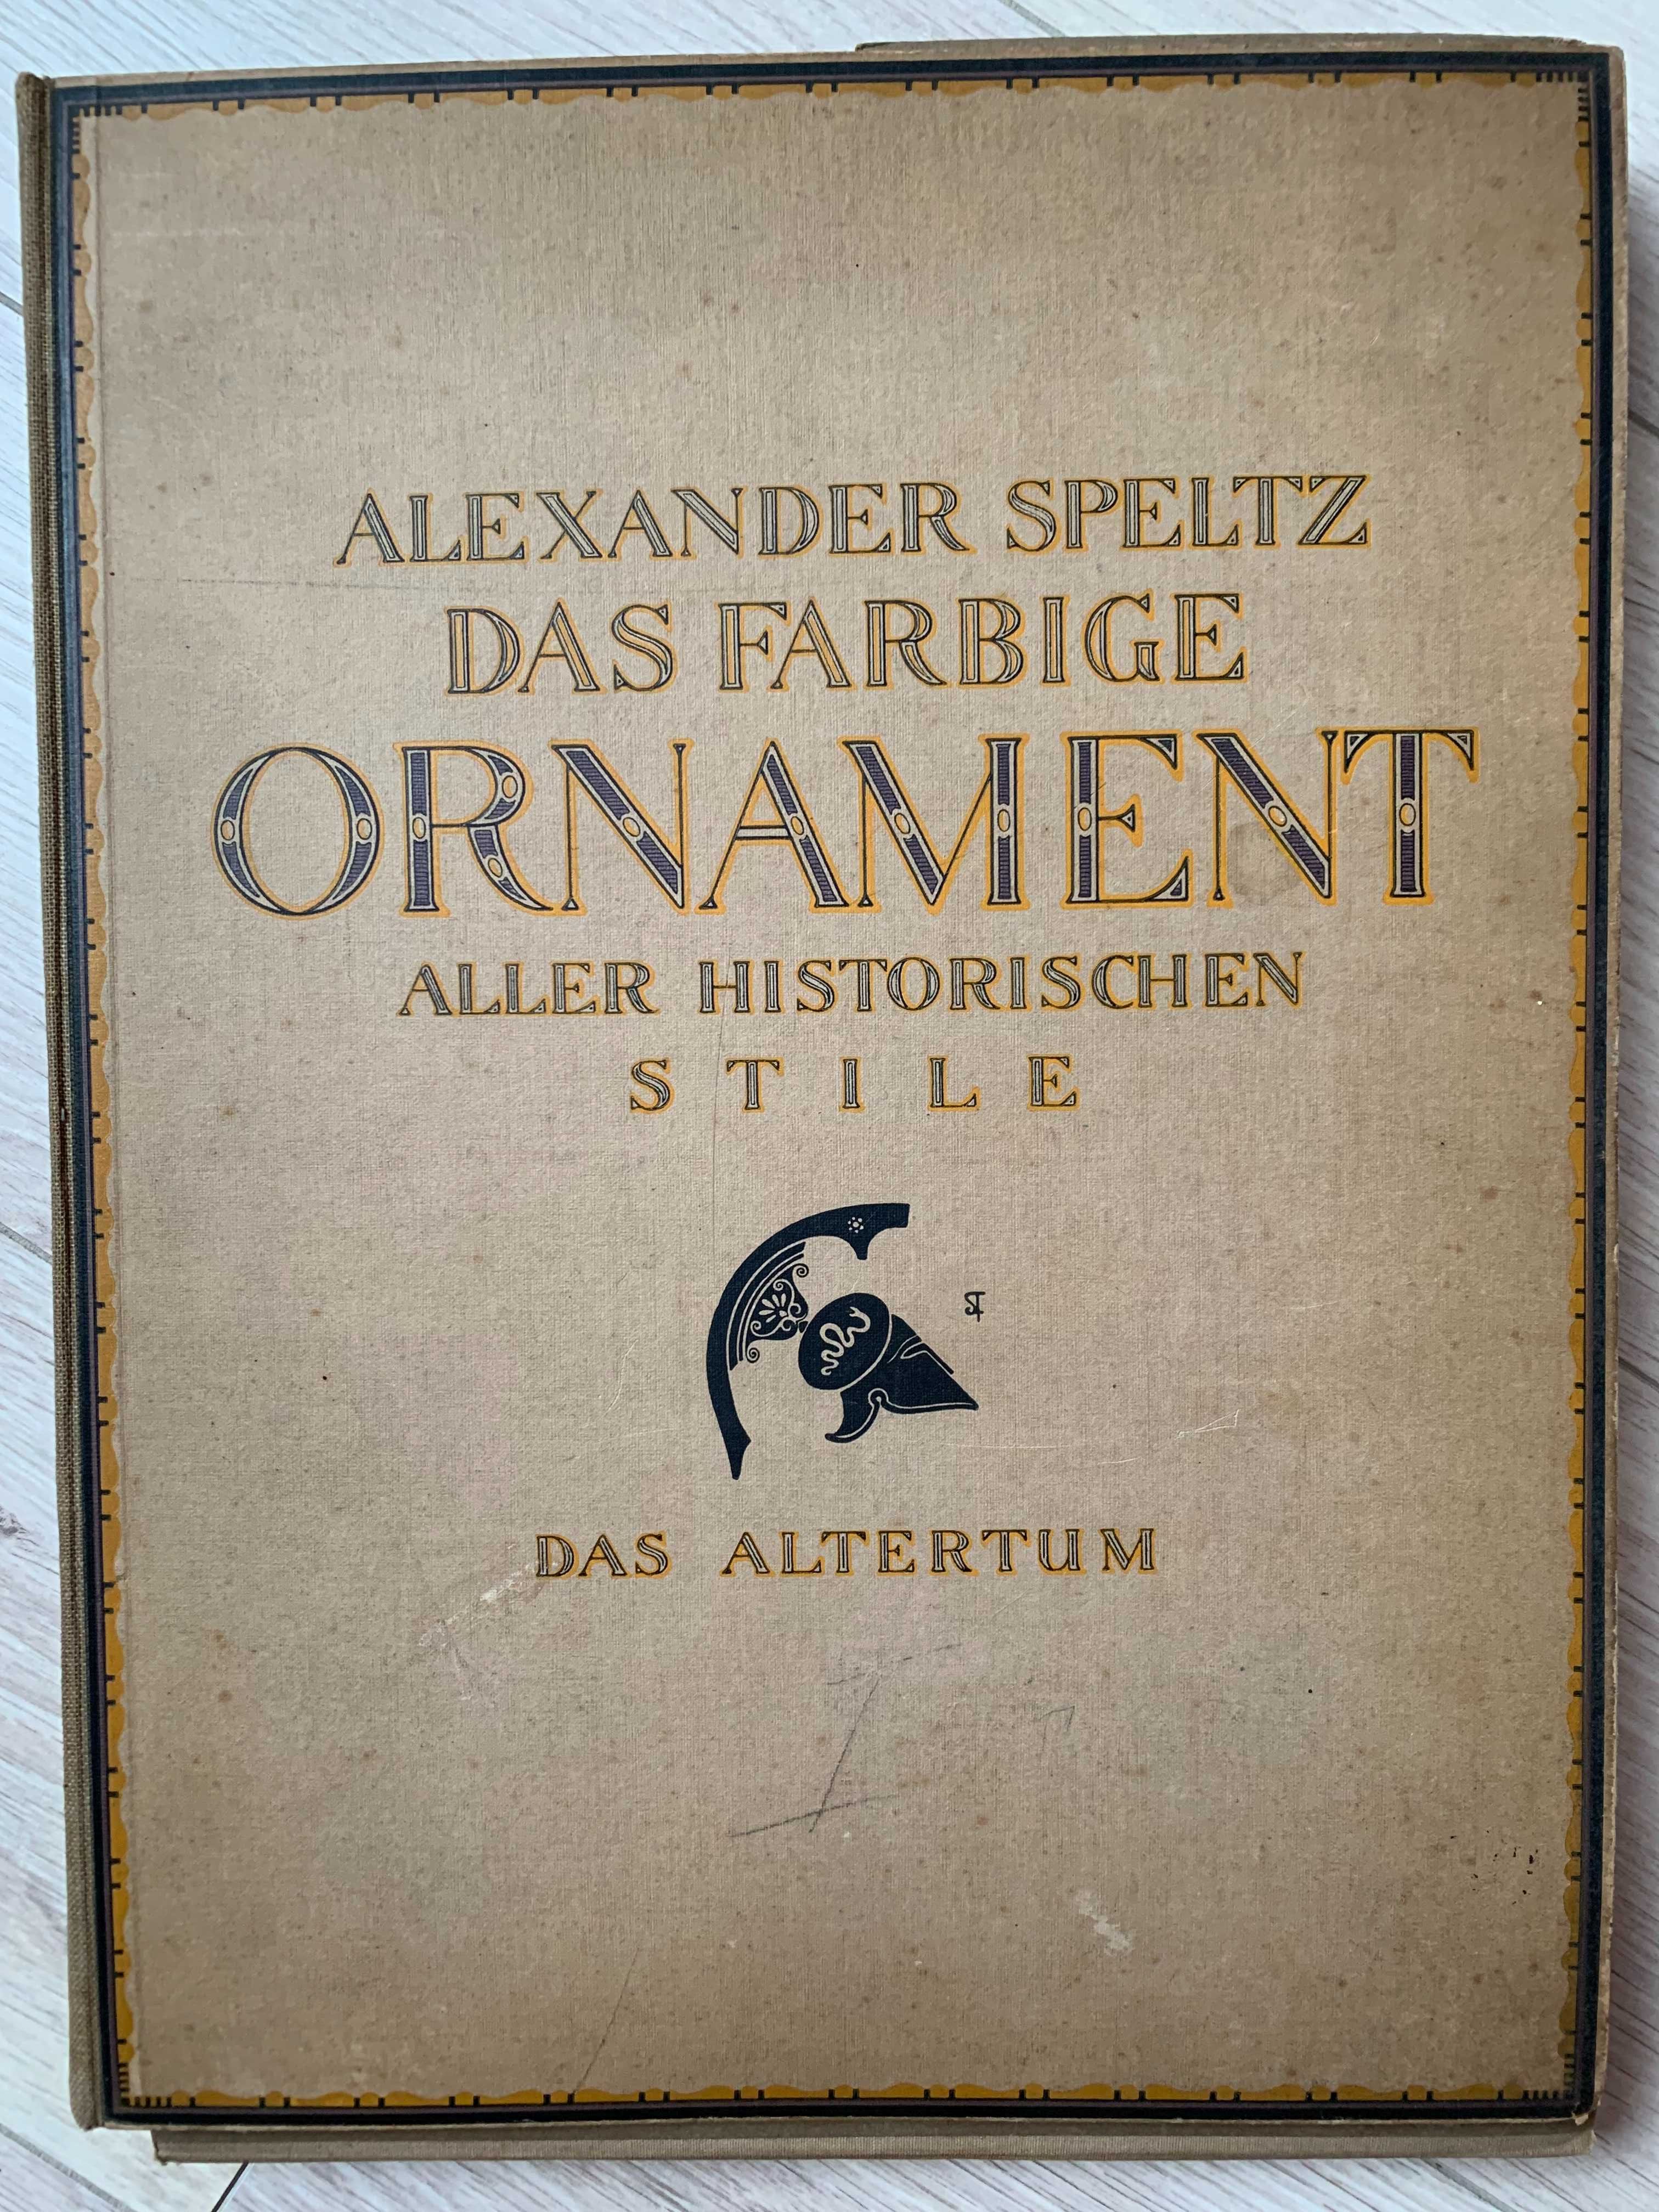 ALEXANDER SPELTZ
DAS FARBIGE
ORNAMENT
ALLER HISTORISCHEN
STILE
DAS ALTERTUM
I